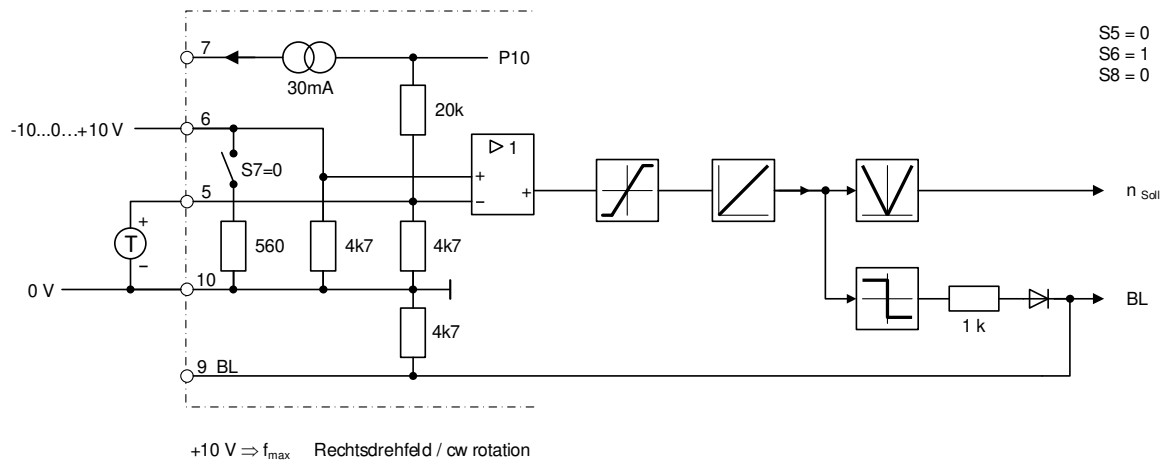 S5 = 0
S6 = 1
S8 = 0
7
P10
30mA
20k
-10...0...+10 V
6
▷ 1
S7=0
+
+
5
−
n Soll
+
T
−
560
4k7
4k7
10
0 V
BL
4k7
1 k
9 BL
+10 V ⇒ fmax Rechtsdrehfeld / cw rotation